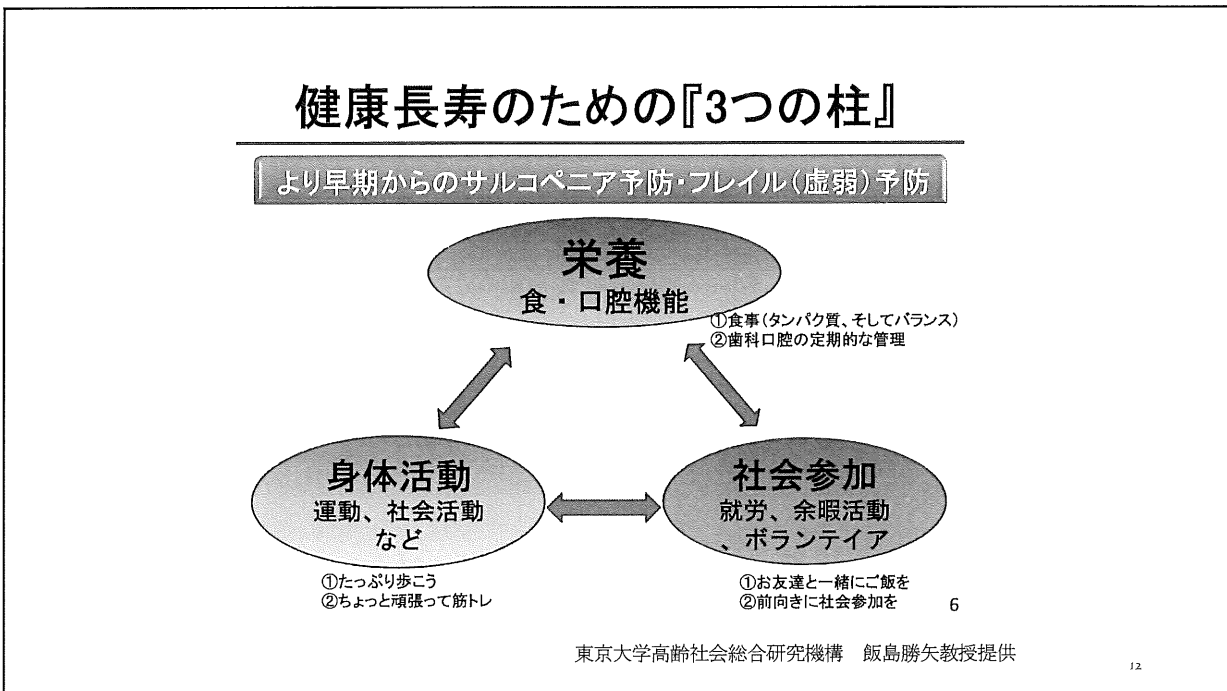 健康長寿のための『3つの柱』
より早期からのサルコペニア予防・フレイル(虚弱)予防
栄養
食・口腔機能
①食事(タンパク質、そしてバランス)
②歯科口腔の定期的な管理
身体活動
運動、社会活動
など
①たっぷり歩こう
②ちょっと頑張って筋トレ
社会参加
就労、余暇活動
、ボランテイア
①お友達と一緒にご飯を
②前向きに社会参加を
6
東京大学高齢社会総合研究機構 飯島勝矢教授提供
12